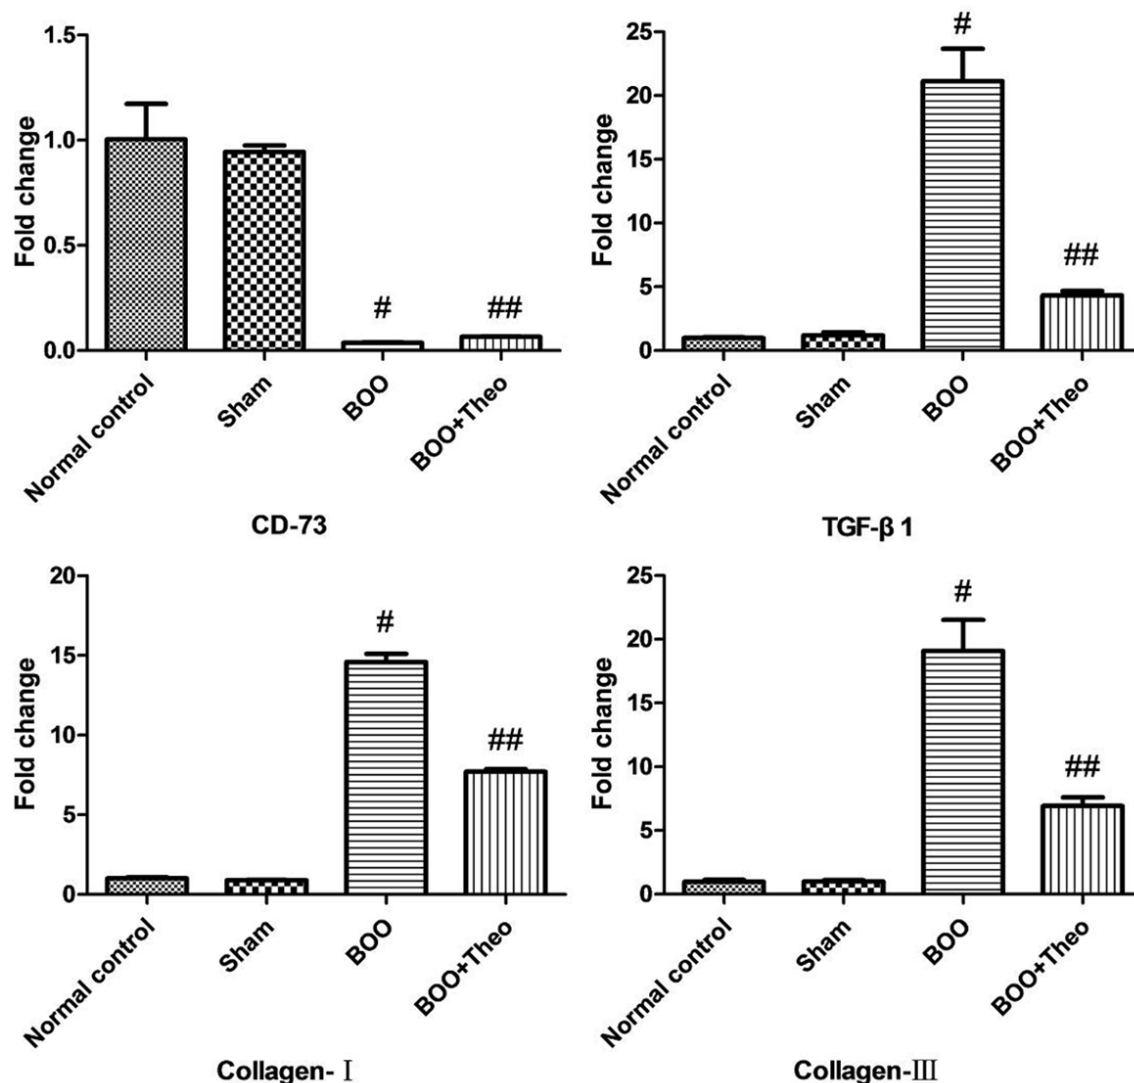 Fold change
1.5
1.0
0.5
0.0
#
##
Normal control
Sham
BOO
BOO+Theo
CD-73
Fold change
25
20
15
10
5
0
#
##
Normal control
Sham
BOO
BOO+Theo
TGF-β 1
Fold change
20
15
10
5
0
#
##
Normal control
Sham
BOO
BOO+Theo
Collagen- Ⅰ
Fold change
25
20
15
10
5
0
#
##
Normal control
Sham
BOO
BOO+Theo
Collagen-Ⅲ